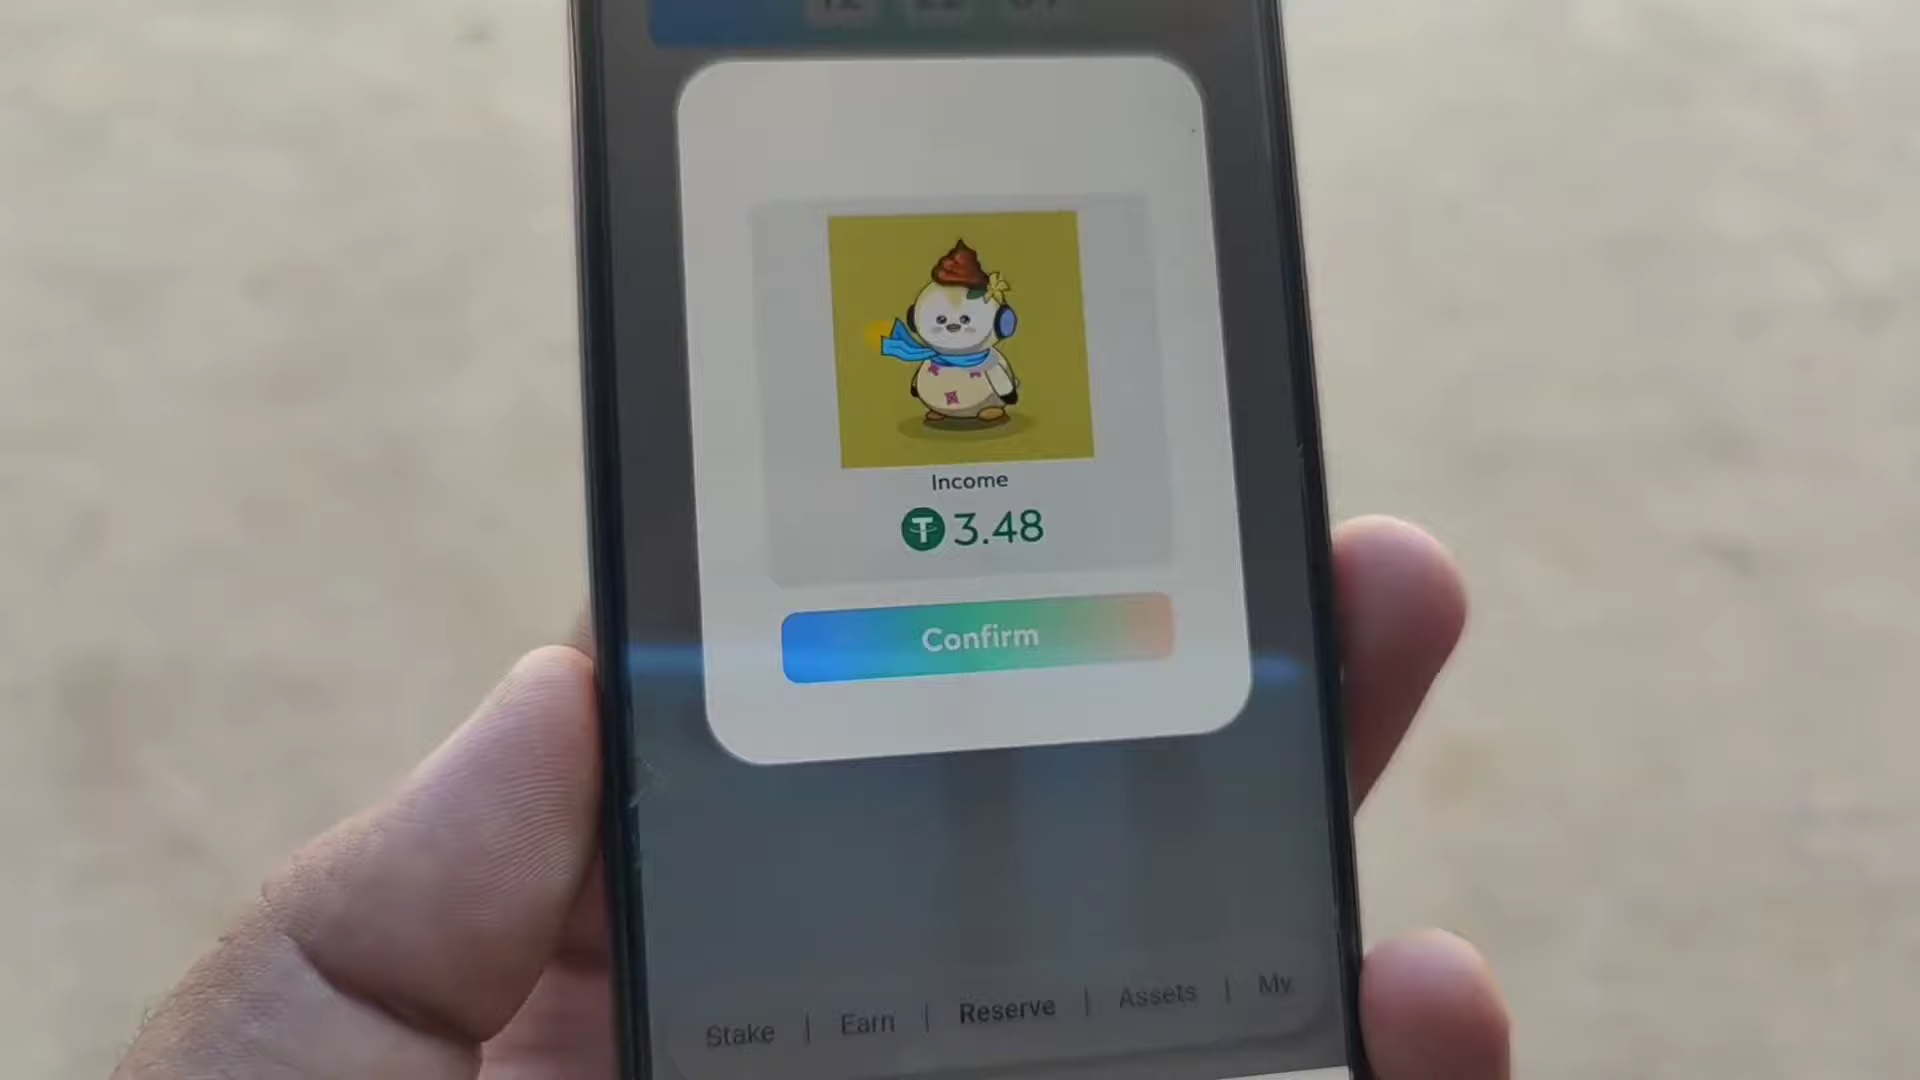 Income
3.48
Confirm
Stake | Earn | Reserve | Assets | My